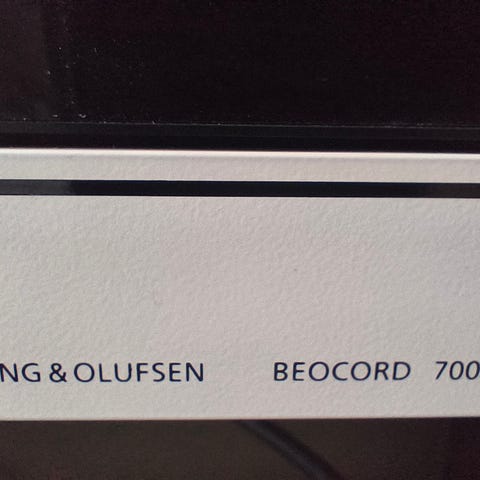 NG & OLUFSEN BEOCORD 700